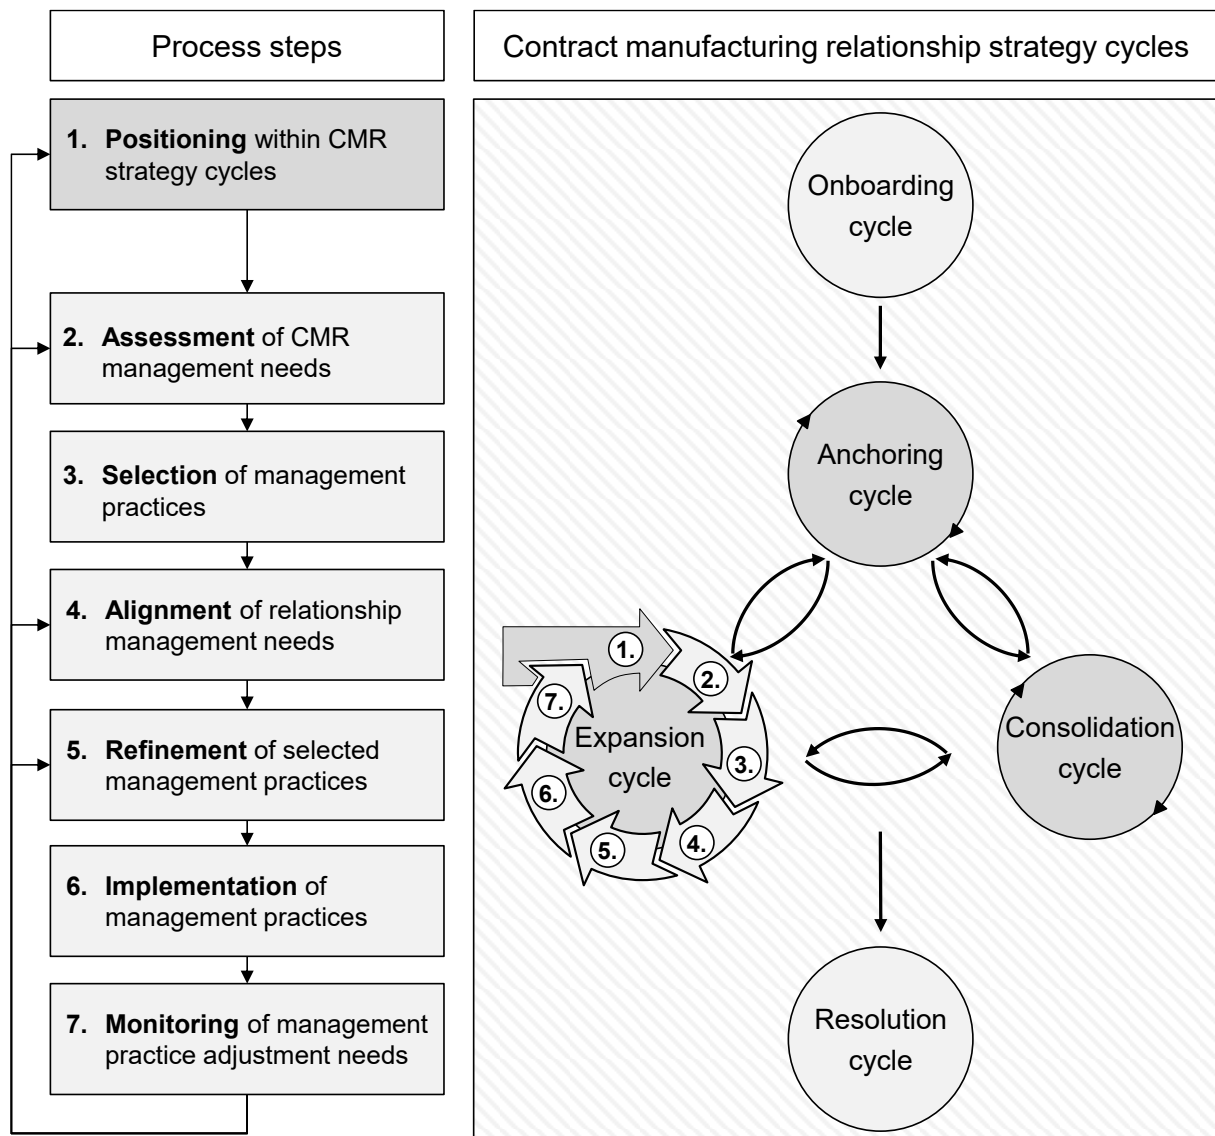 Process steps
Contract manufacturing relationship strategy cycles
1. Positioning within CMR
strategy cycles
2. Assessment of CMR
management needs
3. Selection of management
practices
4. Alignment of relationship
management needs
5. Refinement of selected
management practices
6. Implementation of
management practices
7. Monitoring of management
practice adjustment needs
Onboarding
cycle
Anchoring
cycle
1.
2.
3.
4.
5.
6.
7.
Expansion
cycle
Consolidation
cycle
Resolution
cycle